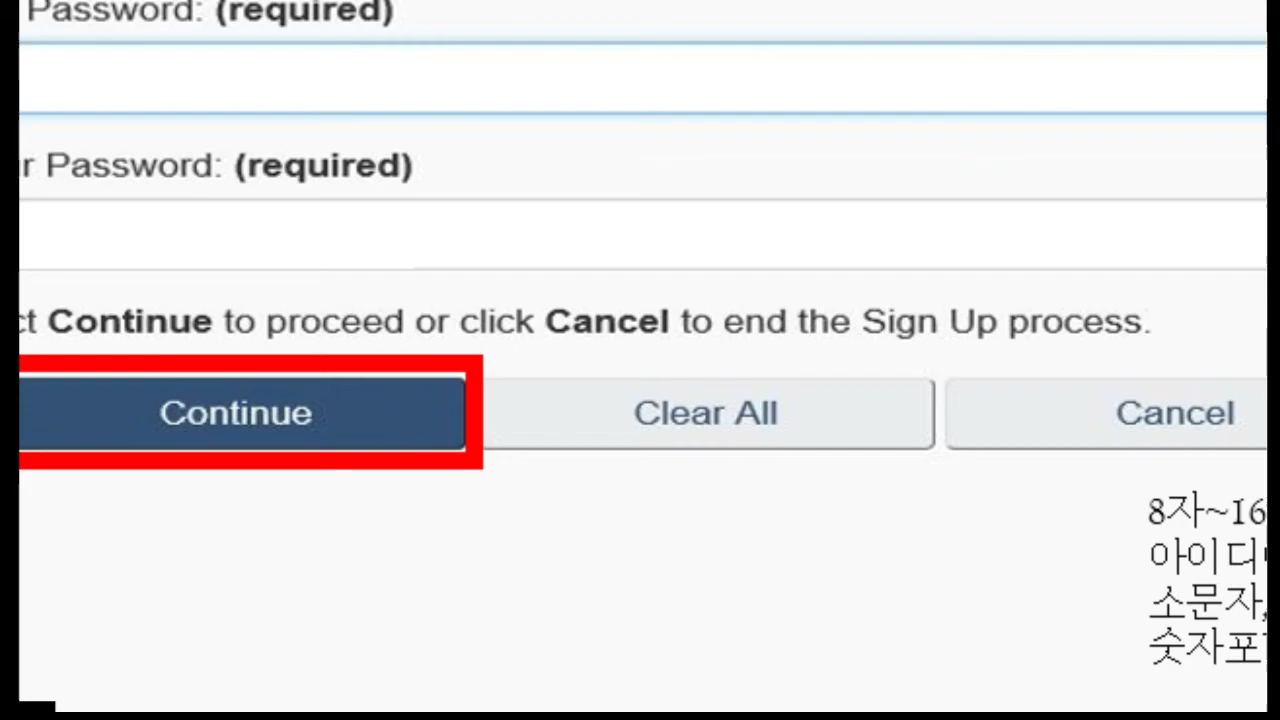 Password: (required)
r Password: (required)
ct Continue to proceed or click Cancel to end the Sign Up process.
Continue Clear All Cancel
8자~16
아이디
소문자,
숫자포